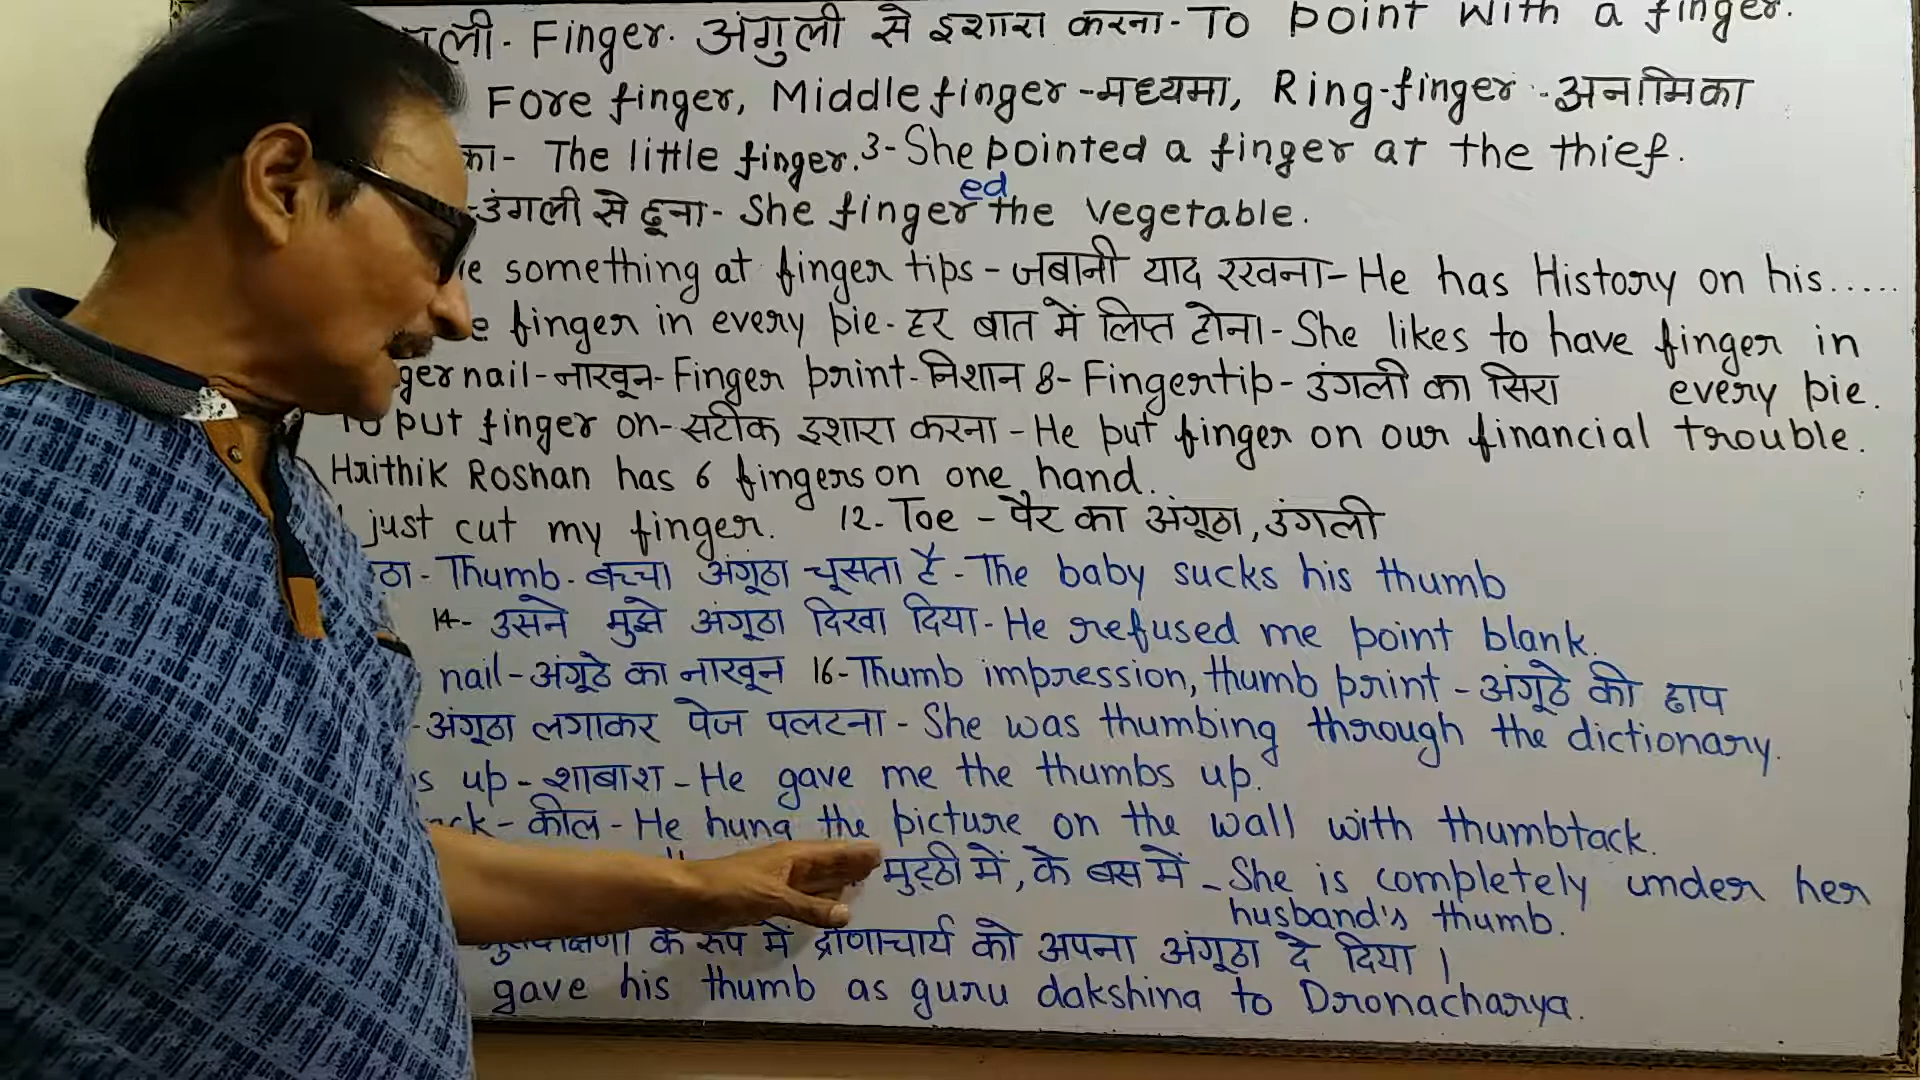 अंगुली से इशारा करना - To point with a finger.
Fore finger, Middle finger - मध्यमा, Ring-finger - अनामिका
The little finger. 3- She pointed a finger at the thief.
उंगली से छूना - She fingered the vegetable.
something at finger tips - जबानी याद रखना - He has History on his.....
finger in every pie - हर बात में लिप्त होना - She likes to have finger in every pie.
nail - नाखून - Finger print - निशान 8- Fingertip - उंगली का सिरा
To put finger on - सटीक इशारा करना - He put finger on our financial trouble.
Hrithik Roshan has 6 fingers on one hand.
just cut my finger. 12- Toe - पैर का अंगूठा, उंगली
Thumb - बच्चा अंगूठा चूसता है - The baby sucks his thumb
14- उसने मुझे अंगूठा दिखा दिया - He refused me point blank.
nail - अंगूठे का नाखून 16- Thumb impression, thumb print - अंगूठे की छाप
- अंगूठा लगाकर पेज पलटना - She was thumbing through the dictionary.
up - शाबाश - He gave me the thumbs up.
कील - He hung the picture on the wall with thumbtack.
मुट्ठी में, के बस में - She is completely under her husband's thumb.
के रूप में द्रोणाचार्य को अपना अंगूठा दे दिया।
gave his thumb as guru dakshina to Dronacharya.